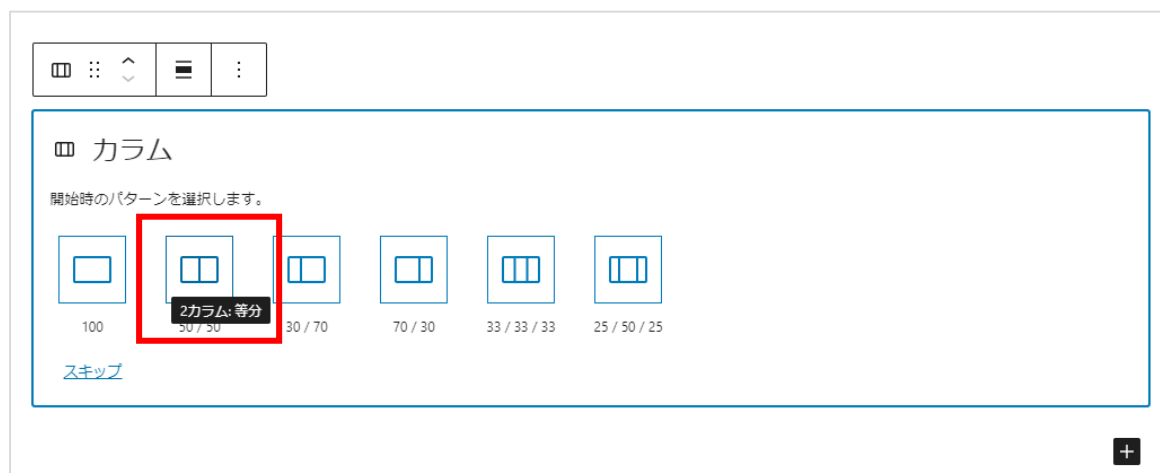 カラム
開始時のパターンを選択します。
2カラム: 等分
100
50 / 50
30 / 70
70 / 30
33 / 33 / 33
25 / 50 / 25
スキップ